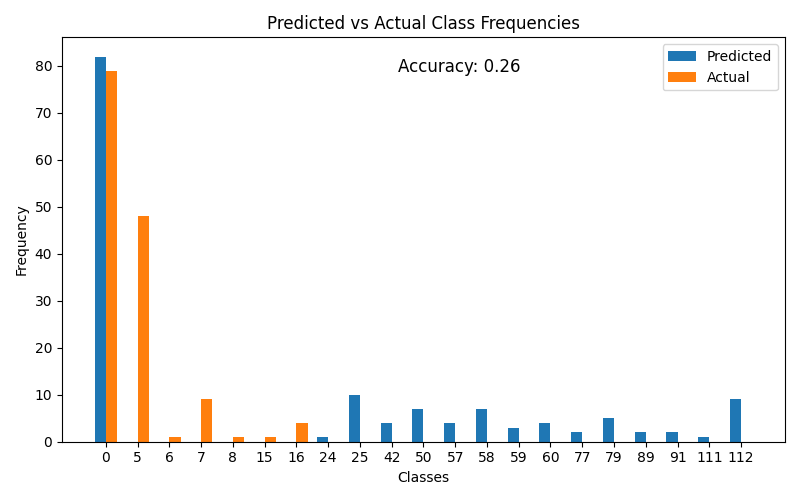 Predicted vs Actual Class Frequencies
Accuracy: 0.26
Predicted
Actual
Frequency
80
70
60
50
40
30
20
10
0
0 5 6 7 8 15 16 24 25 42 50 57 58 59 60 77 79 89 91 111 112
Classes